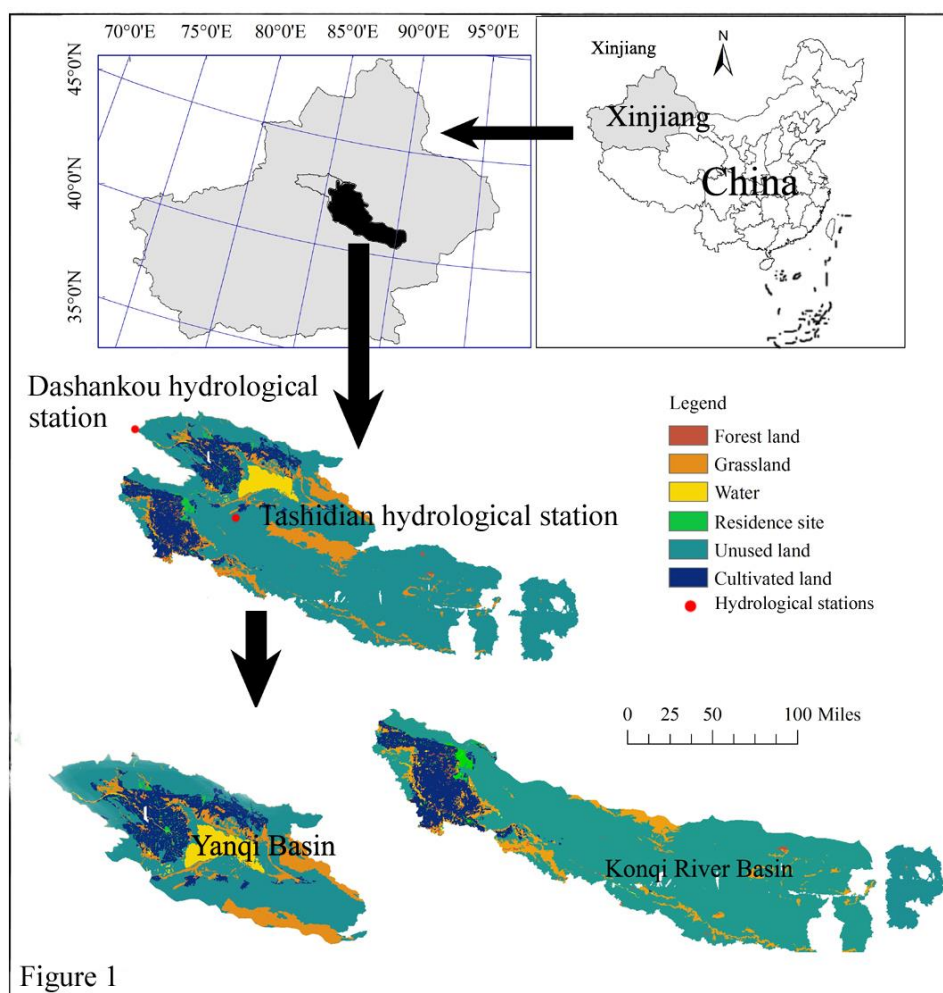 70°0'E 75°0'E 80°0'E 85°0'E 90°0'E 95°0'E
45°0'N
40°0'N
35°0'N
Xinjiang
N
Xinjiang
China
Dashankou hydrological
station
Tashidian hydrological station
Legend
Forest land
Grassland
Water
Residence site
Unused land
Cultivated land
Hydrological stations
0 25 50 100 Miles
Yanqi Basin
Konqi River Basin
Figure 1